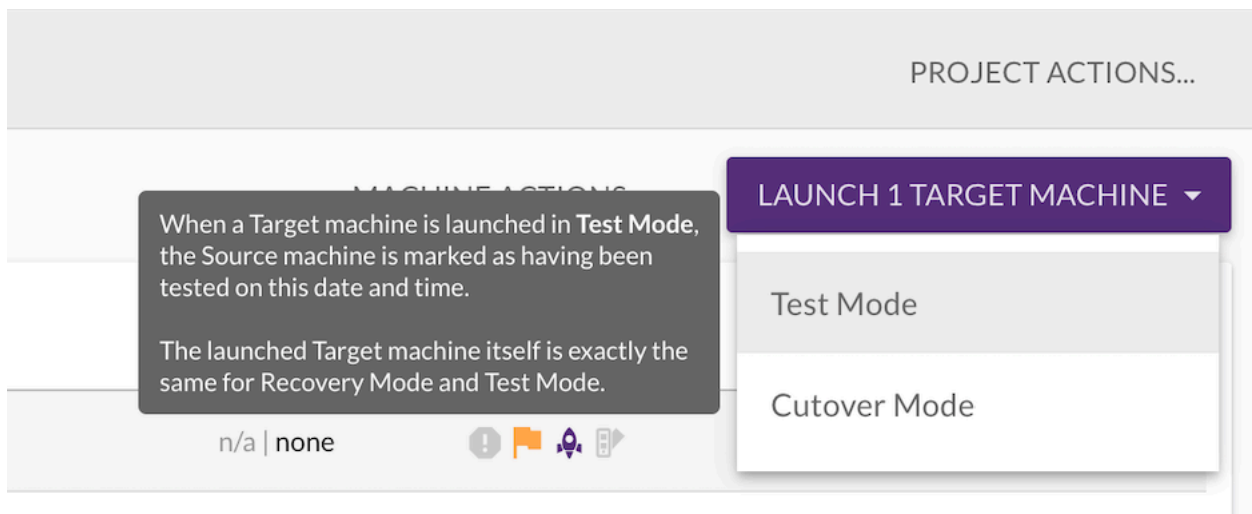 PROJECT ACTIONS...
LAUNCH 1 TARGET MACHINE
When a Target machine is launched in Test Mode,
the Source machine is marked as having been
tested on this date and time.
The launched Target machine itself is exactly the
same for Recovery Mode and Test Mode.
Test Mode
Cutover Mode
n/a | none